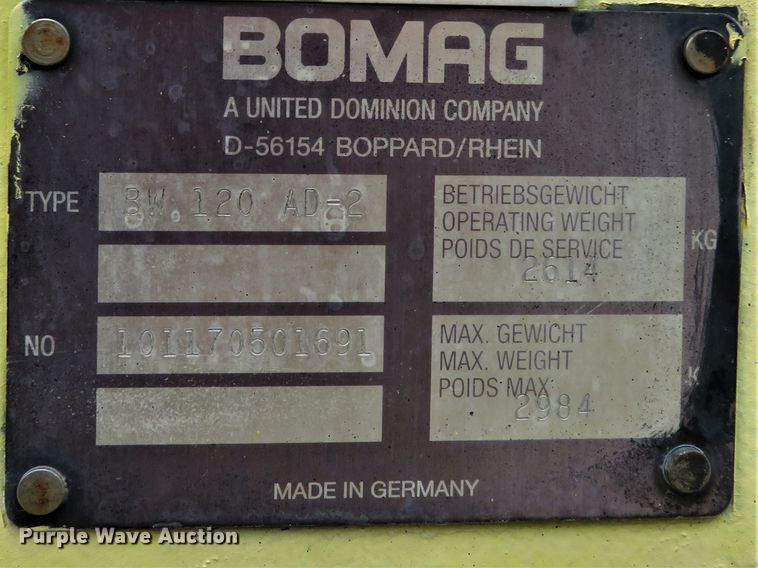 BOMAG
A UNITED DOMINION COMPANY
D-56154 BOPPARD/RHEIN
TYPE BW 120 AD-2
BETRIEBSGEWICHT
OPERATING WEIGHT
POIDS DE SERVICE
2614 KG
NO 101170501691
MAX. GEWICHT
MAX. WEIGHT
POIDS MAX
2984 K
MADE IN GERMANY
Purple Wave Auction